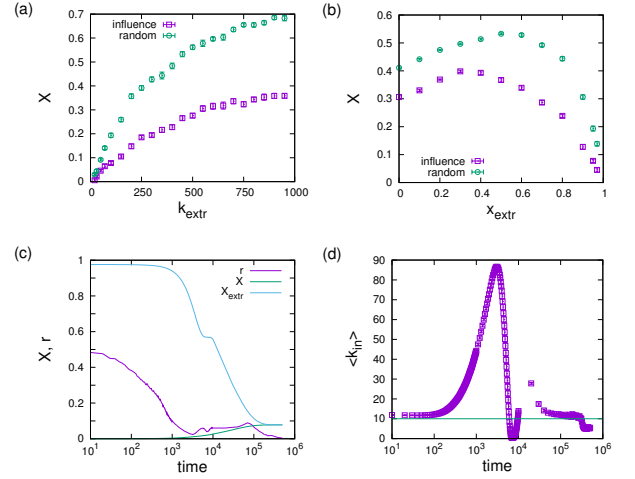 (a)
influence
random
X
0.7
0.6
0.5
0.4
0.3
0.2
0.1
0
0 250 500 750 1000
k_extr
(b)
influence
random
X
0.6
0.5
0.4
0.3
0.2
0.1
0
0 0.2 0.4 0.6 0.8 1
x_extr
(c)
r
X
X_extr
X, r
1
0.8
0.6
0.4
0.2
0
10^1 10^2 10^3 10^4 10^5 10^6
time
(d)
<k_in>
90
80
70
60
50
40
30
20
10
0
10^1 10^2 10^3 10^4 10^5 10^6
time